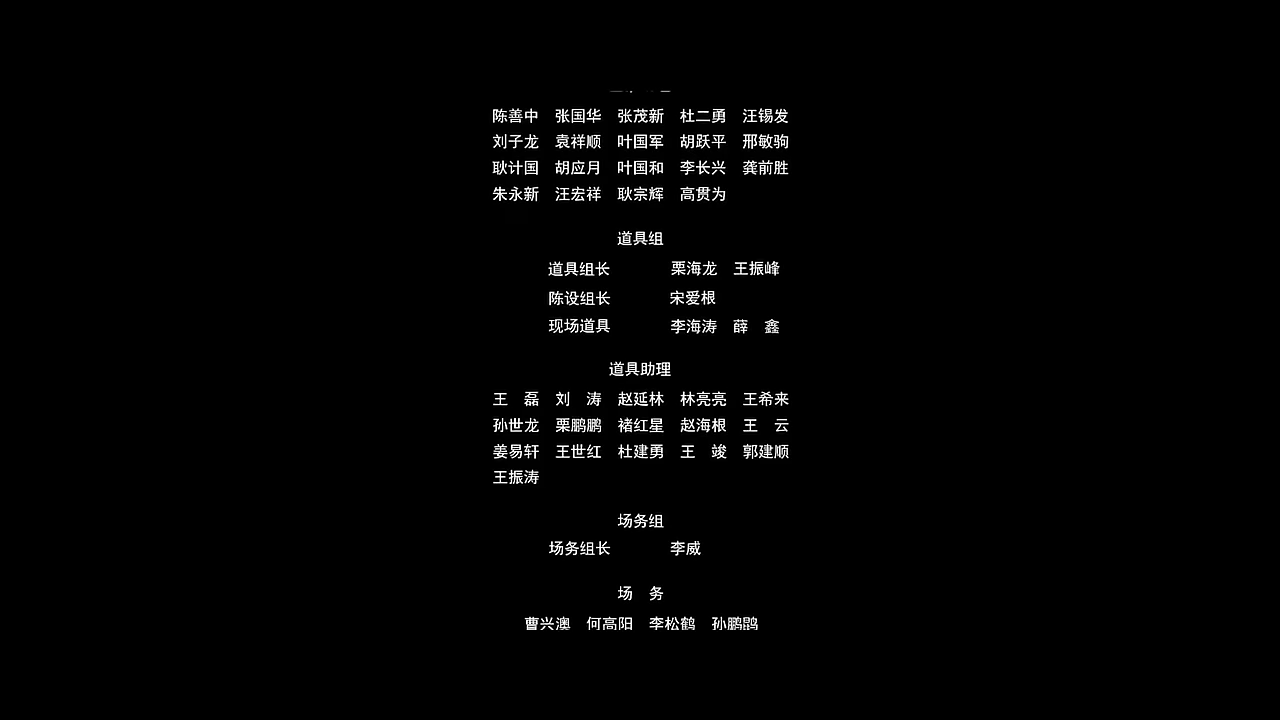 陈善中　张国华　张茂新　杜二勇　汪锡发
刘子龙　袁祥顺　叶国军　胡跃平　邢敏驹
耿计国　胡应月　叶国和　李长兴　龚前胜
朱永新　汪宏祥　耿宗辉　高贯为
道具组
道具组长　栗海龙　王振峰
陈设组长　宋爱根
现场道具　李海涛　薛　鑫
道具助理
王　磊　刘　涛　赵延林　林亮亮　王希来
孙世龙　栗鹏鹏　褚红星　赵海根　王　云
姜易轩　王世红　杜建勇　王　竣　郭建顺
王振涛
场务组
场务组长　李威
场　务
曹兴澳　何高阳　李松鹤